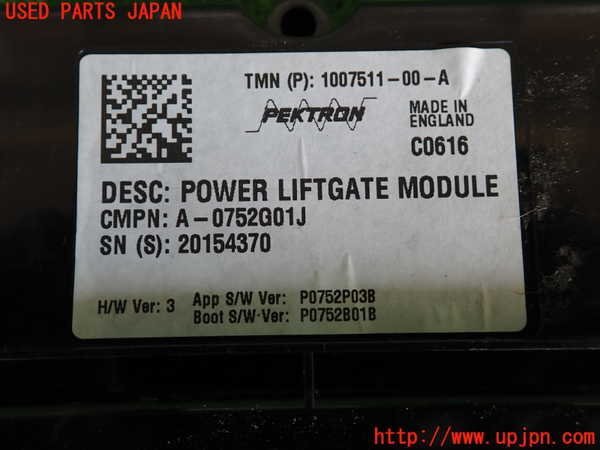 USED PARTS JAPAN
TMN (P): 1007511-00-A
PEKTRON
MADE IN
ENGLAND
C0616
DESC: POWER LIFTGATE MODULE
CMPN: A-0752G01J
SN (S): 20154370
H/W Ver: 3 App S/W Ver: P0752P03B
Boot S/W Ver: P0752B01B
http://www.upjpn.com/